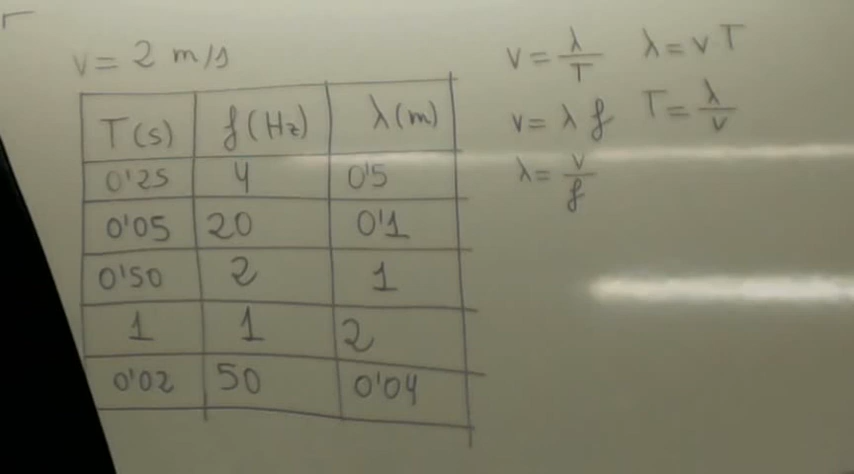 v = 2 m/s
T (s) f (Hz) λ (m)
0'25 4 0'5
0'05 20 0'1
0'50 2 1
1 1 2
0'02 50 0'04
v = λ/T λ = v T
v = λ f T = λ/v
λ = v/f